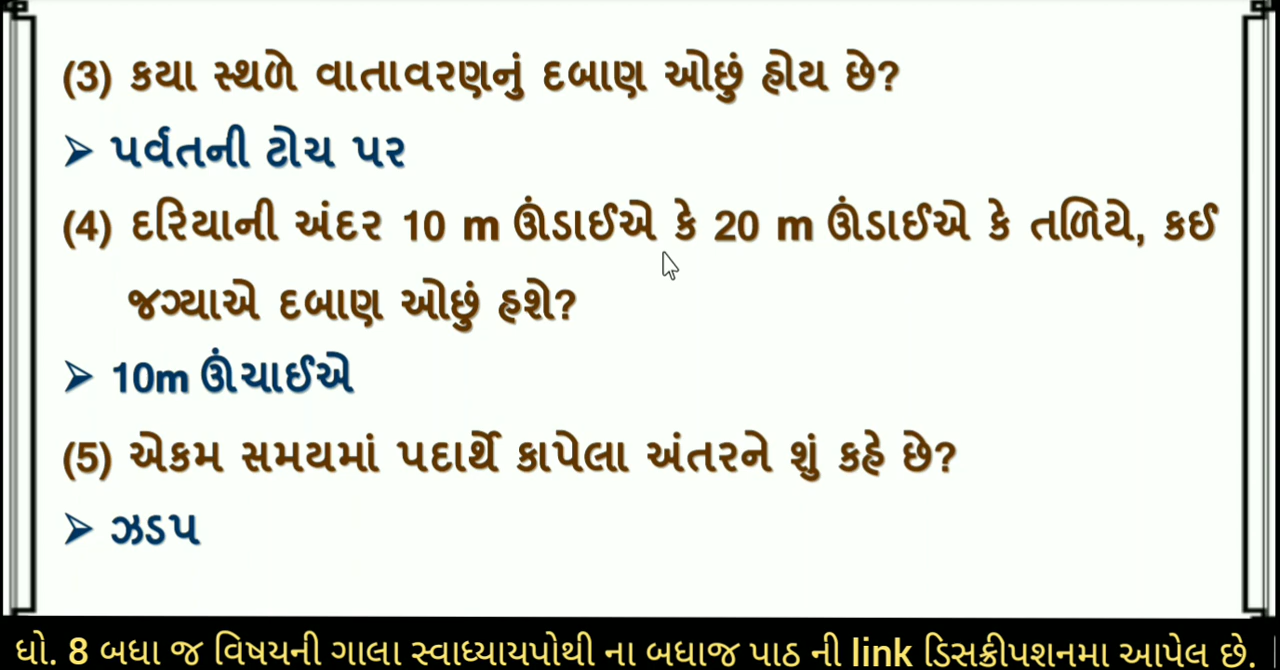 (3) કયા સ્થળે વાતાવરણનું દબાણ ઓછું હોય છે?
➢ પર્વતની ટોચ પર
(4) દરિયાની અંદર 10 m ઊંડાઈએ કે 20 m ઊંડાઈએ કે તળિયે, કઈ
જગ્યાએ દબાણ ઓછું હશે?
➢ 10m ઊંચાઈએ
(5) એકમ સમયમાં પદાર્થે કાપેલા અંતરને શું કહે છે?
➢ ઝડપ
ધો. 8 બધા જ વિષયની ગાલા સ્વાધ્યાયપોથી ના બધાજ પાઠ ની link ડિસક્રીપશનમા આપેલ છે.